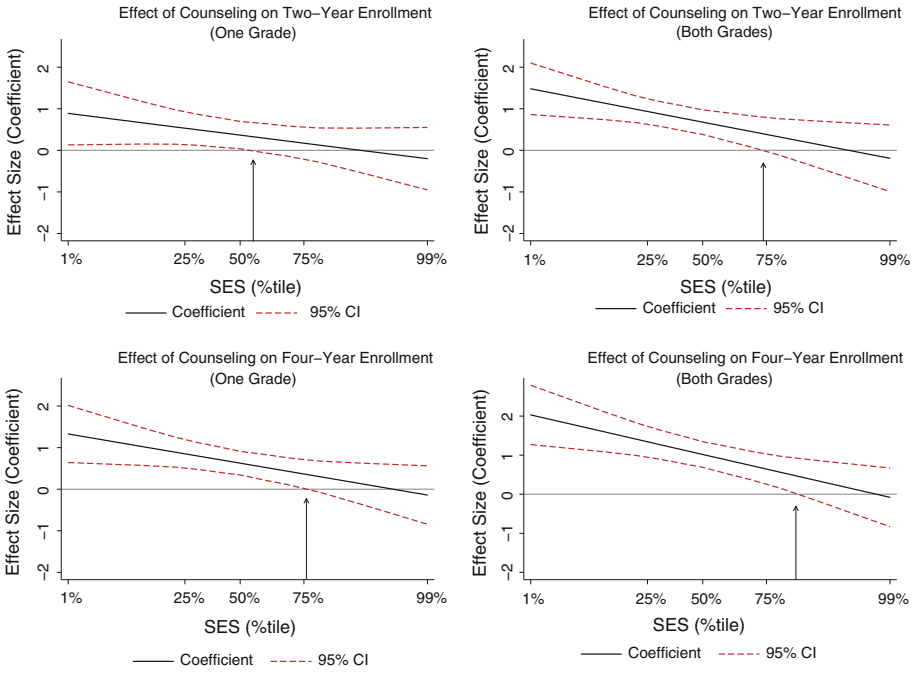 Effect of Counseling on Two−Year Enrollment
(One Grade)
Effect Size (Coefficient)
2
1
0
−1
−2
1% 25% 50% 75% 99%
SES (%tile)
Coefficient 95% CI
Effect of Counseling on Two−Year Enrollment
(Both Grades)
Effect Size (Coefficient)
2
1
0
−1
−2
1% 25% 50% 75% 99%
SES (%tile)
Coefficient 95% CI
Effect of Counseling on Four−Year Enrollment
(One Grade)
Effect Size (Coefficient)
2
1
0
−1
−2
1% 25% 50% 75% 99%
SES (%tile)
Coefficient 95% CI
Effect of Counseling on Four−Year Enrollment
(Both Grades)
Effect Size (Coefficient)
2
1
0
−1
−2
1% 25% 50% 75% 99%
SES (%tile)
Coefficient 95% CI